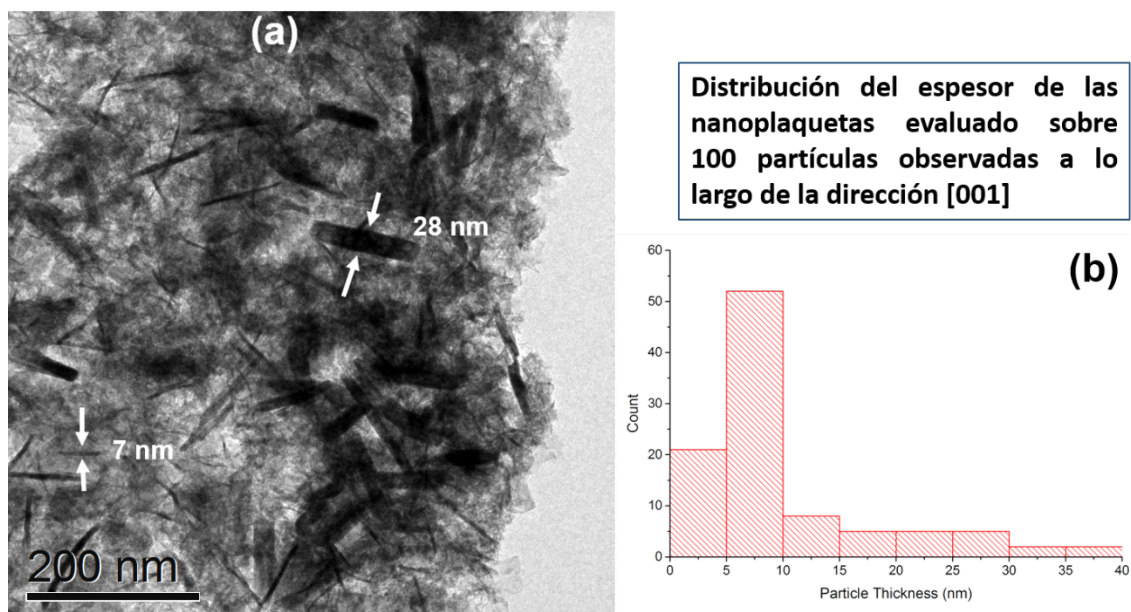 (a)
28 nm
7 nm
200 nm
Distribución del espesor de las
nanoplaquetas evaluado sobre
100 partículas observadas a lo
largo de la dirección [001]
(b)
60
50
40
30
20
10
0
Count
0 5 10 15 20 25 30 35 40
Particle Thickness (nm)